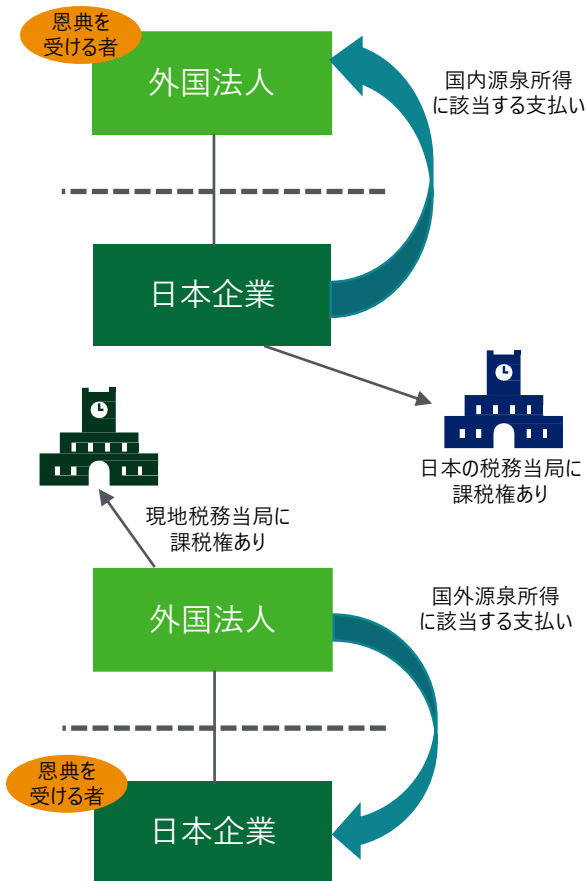 恩典を
受ける者
外国法人
国内源泉所得
に該当する支払い
日本企業
日本の税務当局に
課税権あり
現地税務当局に
課税権あり
外国法人
国外源泉所得
に該当する支払い
恩典を
受ける者
日本企業